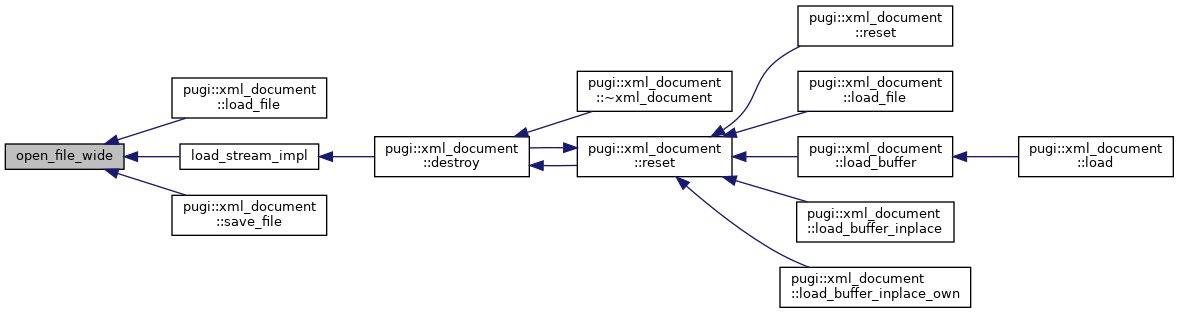 open_file_wide
pugi::xml_document
::load_file
load_stream_impl
pugi::xml_document
::save_file
pugi::xml_document
::destroy
pugi::xml_document
::~xml_document
pugi::xml_document
::reset
pugi::xml_document
::reset
pugi::xml_document
::load_file
pugi::xml_document
::load_buffer
pugi::xml_document
::load_buffer_inplace
pugi::xml_document
::load_buffer_inplace_own
pugi::xml_document
::load